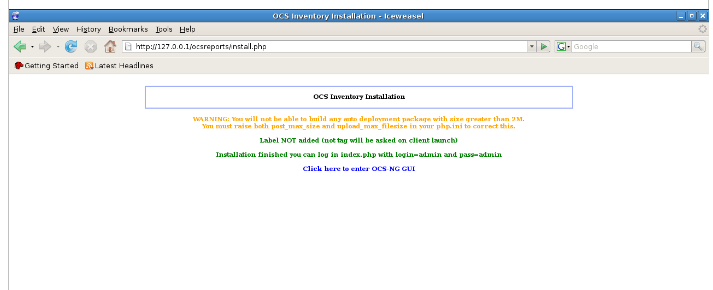 OCS Inventory Installation - Iceweasel
File Edit View History Bookmarks Tools Help
http://127.0.0.1/ocsreports/install.php
Google
Getting Started Latest Headlines
OCS Inventory Installation
WARNING: You will not be able to build any auto deployment package with size greater than 2M.
You must raise both post_max_size and upload_max_filesize in your php.ini to correct this.
Label NOT added (not tag will be asked on client launch)
Installation finished you can log in index.php with login=admin and pass=admin
Click here to enter OCS-NG GUI